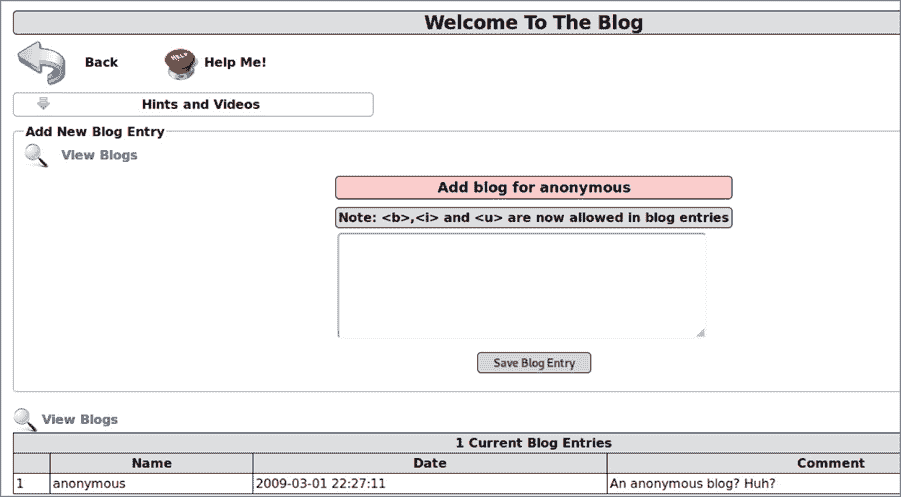 Welcome To The Blog
Back HELP Help Me!
Hints and Videos
Add New Blog Entry
View Blogs
Add blog for anonymous
Note: <b>,<i> and <u> are now allowed in blog entries
Save Blog Entry
View Blogs
1 Current Blog Entries
Name Date Comment
1 anonymous 2009-03-01 22:27:11 An anonymous blog? Huh?